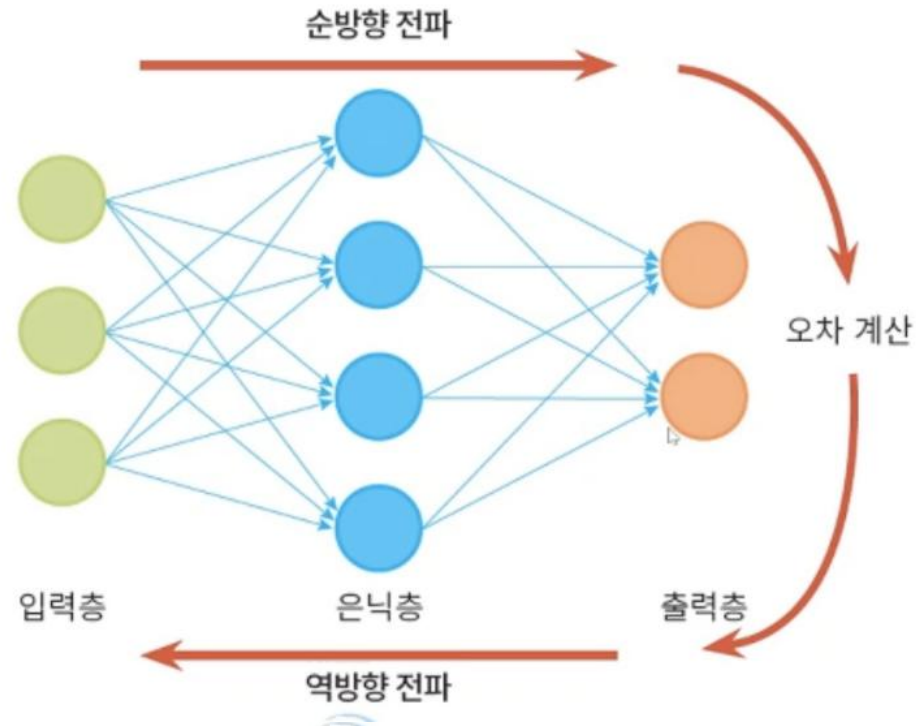 순방향 전파
오차 계산
입력층
은닉층
출력층
역방향 전파